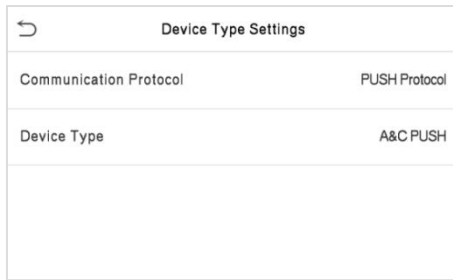 Device Type Settings
Communication Protocol PUSH Protocol
Device Type A&C PUSH